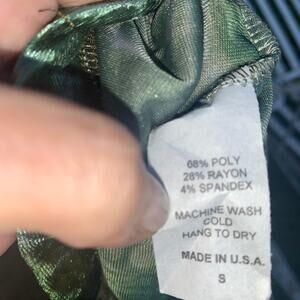 68% POLY
28% RAYON
4% SPANDEX
MACHINE WASH
COLD
HANG TO DRY
MADE IN U.S.A.
S